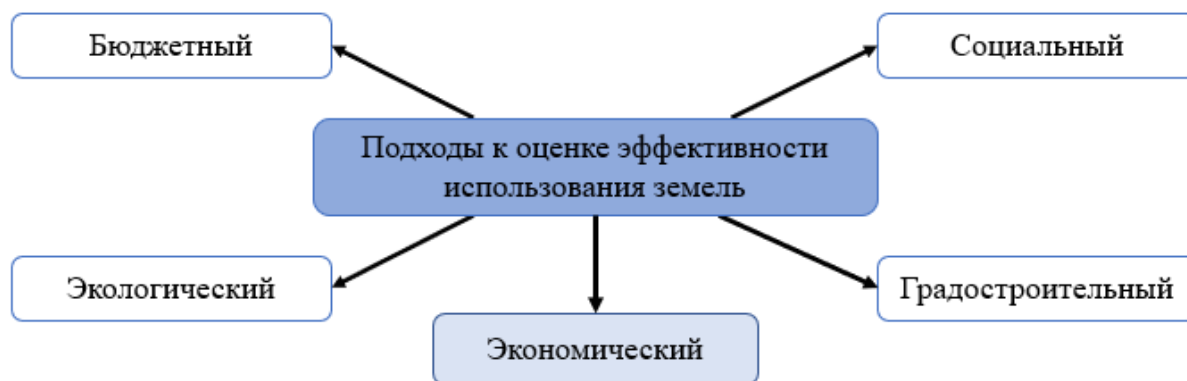 Бюджетный
Социальный
Подходы к оценке эффективности
использования земель
Экологический
Градостроительный
Экономический